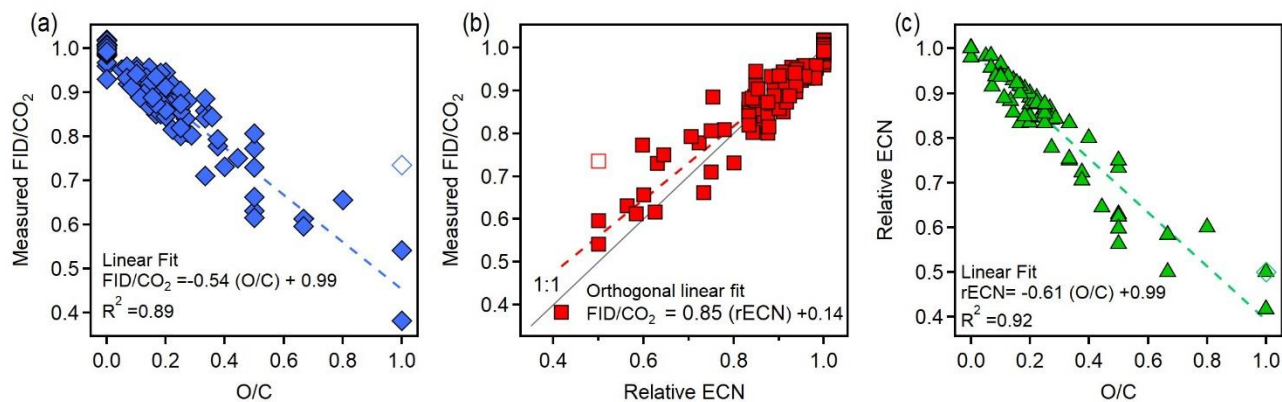 (a)
Measured FID/CO₂
1.0
0.9
0.8
0.7
0.6
0.5
0.4
Linear Fit
FID/CO₂ =-0.54 (O/C) + 0.99
R² =0.89
0.0 0.2 0.4 0.6 0.8 1.0
O/C
(b)
Measured FID/CO₂
1.0
0.9
0.8
0.7
0.6
0.5
0.4
1:1
Orthogonal linear fit
FID/CO₂ = 0.85 (rECN) +0.14
0.4 0.6 0.8 1.0
Relative ECN
(c)
Relative ECN
1.0
0.9
0.8
0.7
0.6
0.5
0.4
Linear Fit
rECN= -0.61 (O/C) +0.99
R² =0.92
0.0 0.2 0.4 0.6 0.8 1.0
O/C